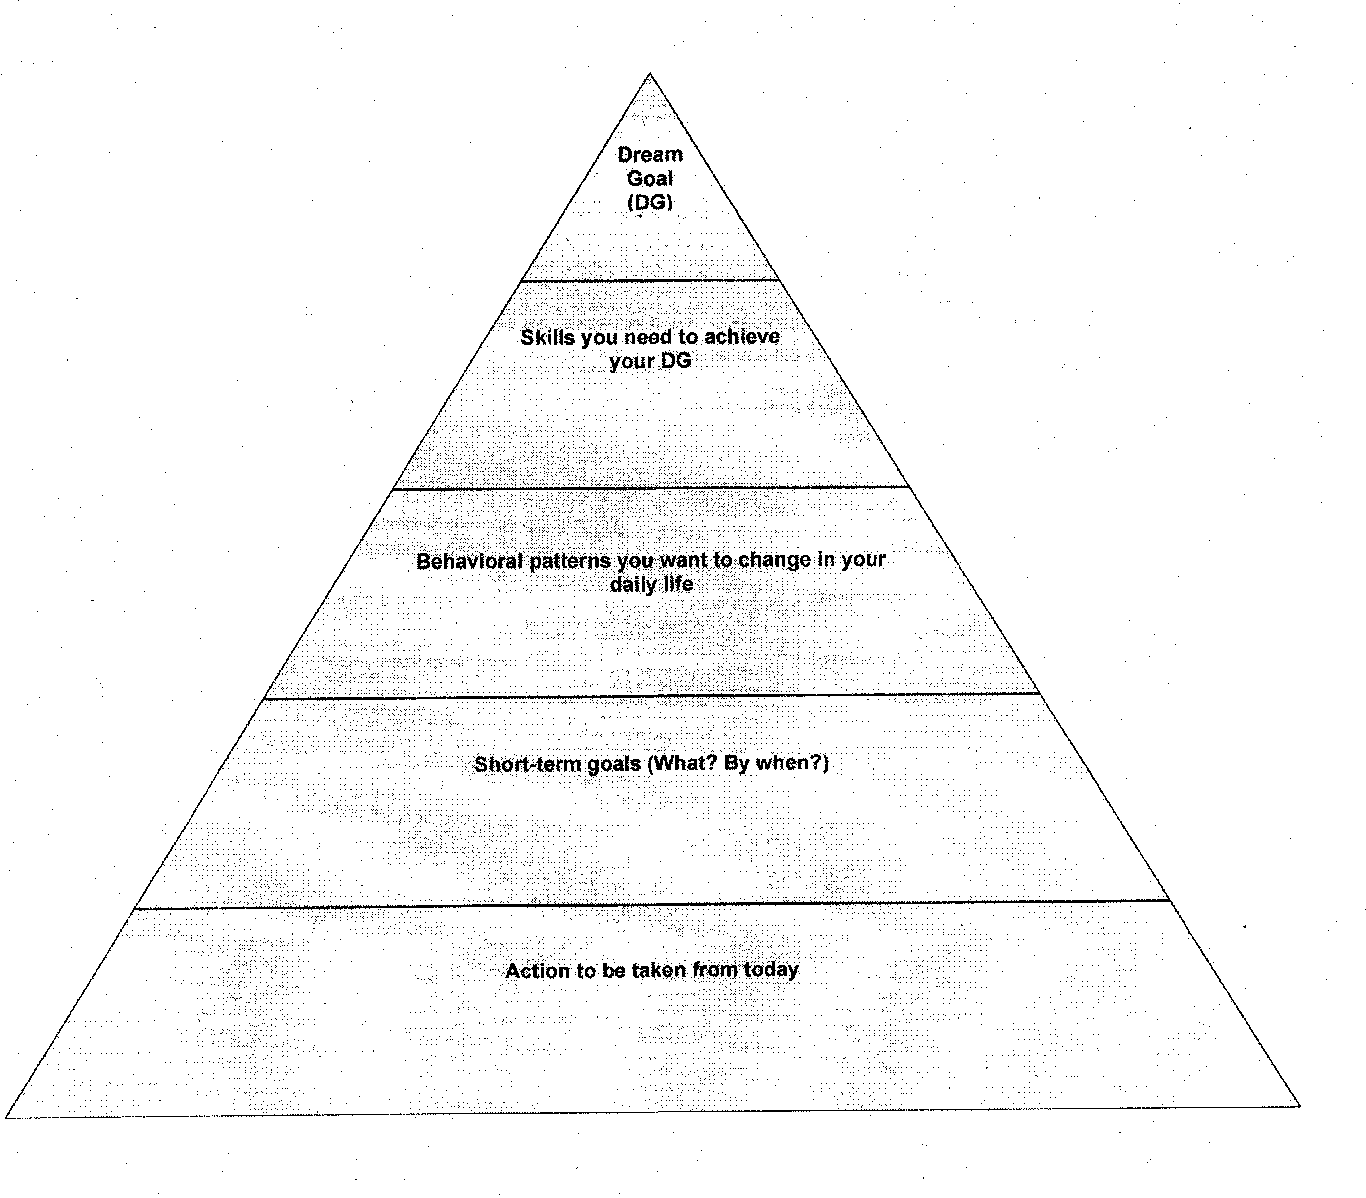 Dream
Goal
(DG)
Skills you need to achieve
your DG
Behavioral patterns you want to change in your
daily life
Short-term goals (What? By when?)
Action to be taken from today